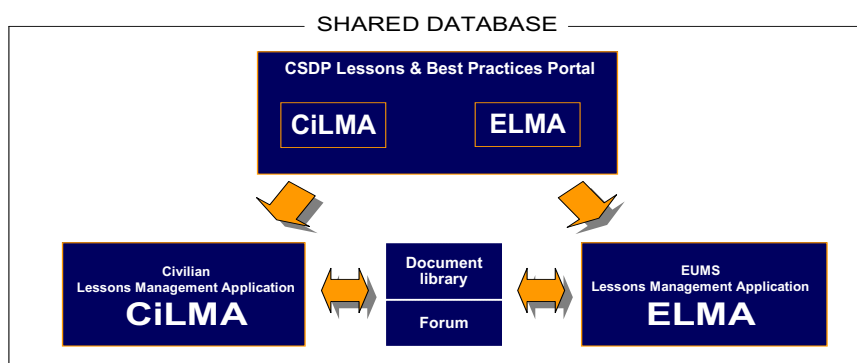 SHARED DATABASE
CSDP Lessons & Best Practices Portal
CiLMA
ELMA
Civilian
Lessons Management Application
CiLMA
Document
library
Forum
EUMS
Lessons Management Application
ELMA